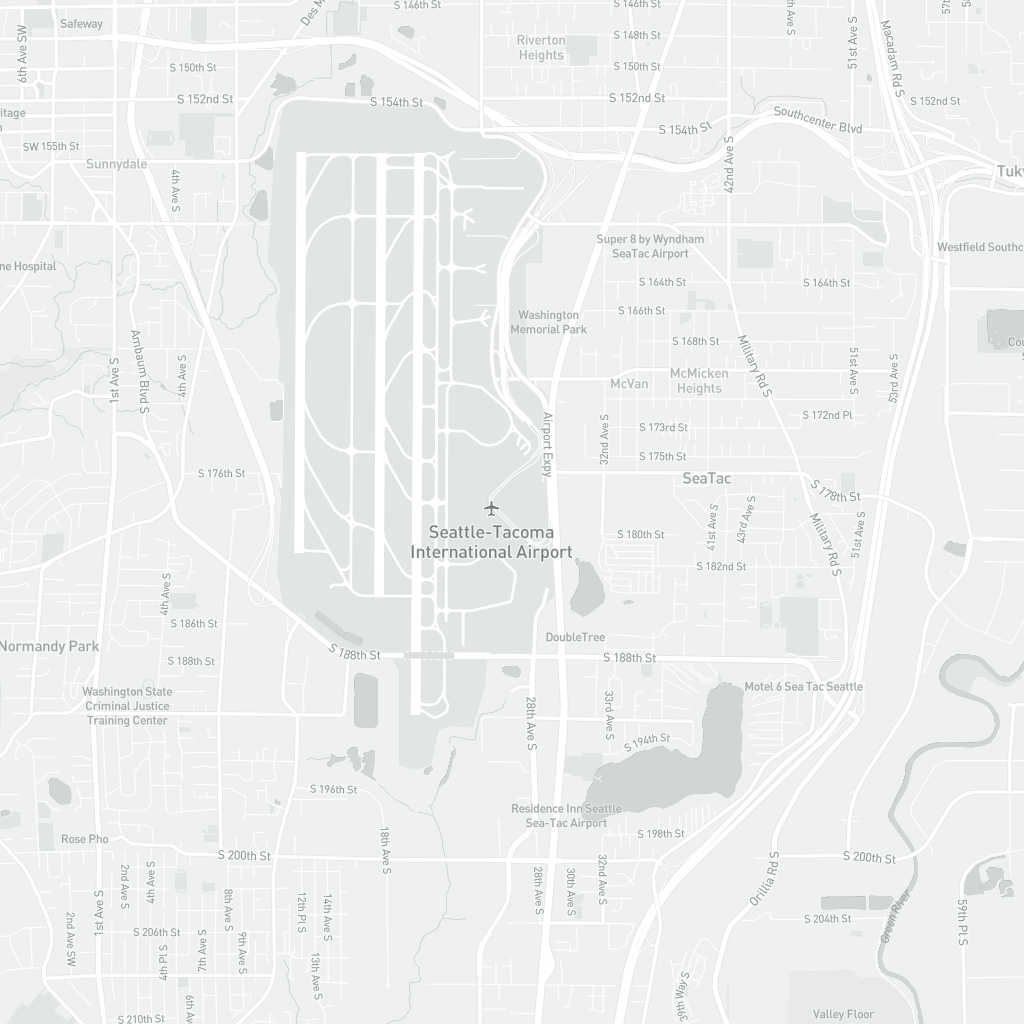 S 146th St
S 146th St
Safeway
Des M
6th Ave SW
S 148th St
Riverton
Heights
51st Ave S
Macadam Rd S
57t
S 150th St
S 150th St
S 152nd St
S 154th St
S 152nd St
S 152nd St
Southcenter Blvd
ritage
S 154th St
SW 155th St
Sunnydale
42nd Ave S
Tukw
4th Ave S
Super 8 by Wyndham
SeaTac Airport
Westfield Southc
ne Hospital
S 164th St
S 164th St
Washington
Memorial Park
S 166th St
S 168th St
Cou
Ambaum Blvd S
1st Ave S
4th Ave S
Military Rd S
51st Ave S
53rd Ave S
McVan
McMicken
Heights
S 172nd Pl
Airport Expy
32nd Ave S
S 173rd St
S 175th St
S 176th St
SeaTac
S 178th St
Seattle-Tacoma
International Airport
S 180th St
41st Ave S
43rd Ave S
Military Rd S
51st Ave S
S 182nd St
4th Ave S
S 186th St
DoubleTree
Normandy Park
S 188th St
S 188th St
S 188th St
Motel 6 Sea Tac Seattle
Washington State
Criminal Justice
Training Center
28th Ave S
33rd Ave S
S 194th St
S 196th St
Residence Inn Seattle
Sea-Tac Airport
Rose Pho
18th Ave S
S 198th St
S 200th St
S 200th St
2nd Ave S
4th Ave S
28th Ave S
30th Ave S
32nd Ave S
Orillia Rd S
8th Ave S
12th Pl S
14th Ave S
2nd Ave SW
1st Ave S
S 204th St
Green River
59th Pl S
S 206th St
4th Pl S
7th Ave S
9th Ave S
13th Ave S
39th Way S
9th Ave
S 210th St
Valley Floor